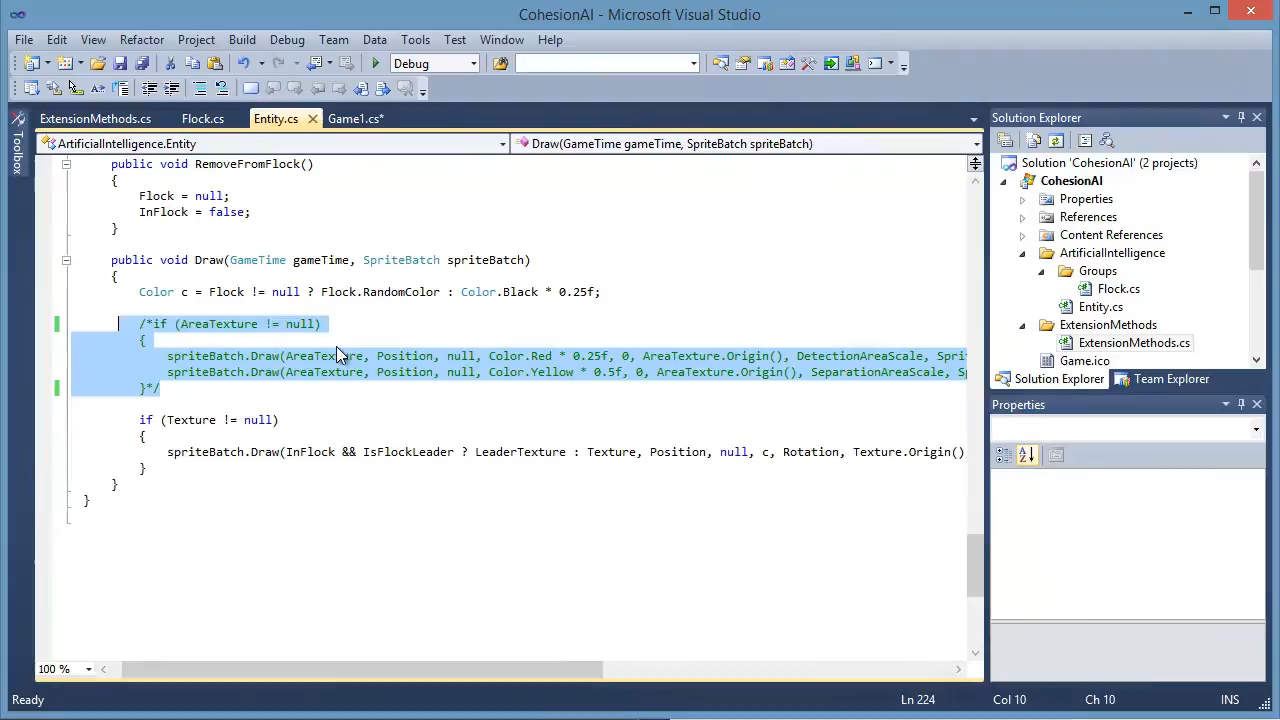 CohesionAI - Microsoft Visual Studio
File Edit View Refactor Project Build Debug Team Data Tools Test Window Help
Debug
ExtensionMethods.cs Flock.cs Entity.cs Game1.cs*
Toolbox
ArtificialIntelligence.Entity Draw(GameTime gameTime, SpriteBatch spriteBatch)
public void RemoveFromFlock()
{
Flock = null;
InFlock = false;
}
public void Draw(GameTime gameTime, SpriteBatch spriteBatch)
{
Color c = Flock != null ? Flock.RandomColor : Color.Black * 0.25f;
/*if (AreaTexture != null)
{
spriteBatch.Draw(AreaTexture, Position, null, Color.Red * 0.25f, 0, AreaTexture.Origin(), DetectionAreaScale, Sprit
spriteBatch.Draw(AreaTexture, Position, null, Color.Yellow * 0.5f, 0, AreaTexture.Origin(), SeparationAreaScale, Sp
}*/
if (Texture != null)
{
spriteBatch.Draw(InFlock && IsFlockLeader ? LeaderTexture : Texture, Position, null, c, Rotation, Texture.Origin()
}
}
}
100 %
Solution Explorer
Solution 'CohesionAI' (2 projects)
CohesionAI
Properties
References
Content References
ArtificialIntelligence
Groups
Flock.cs
Entity.cs
ExtensionMethods
ExtensionMethods.cs
Game.ico
Solution Explorer Team Explorer
Properties
Ready Ln 224 Col 10 Ch 10 INS